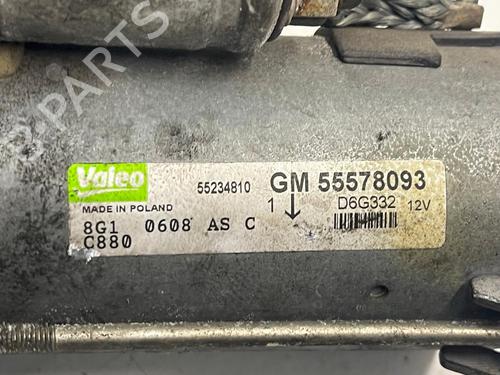 B-PARTS
Valeo 55234810 GM 55578093
MADE IN POLAND 1 ↓ D6G332 12V
8G1 0608 AS C
C880